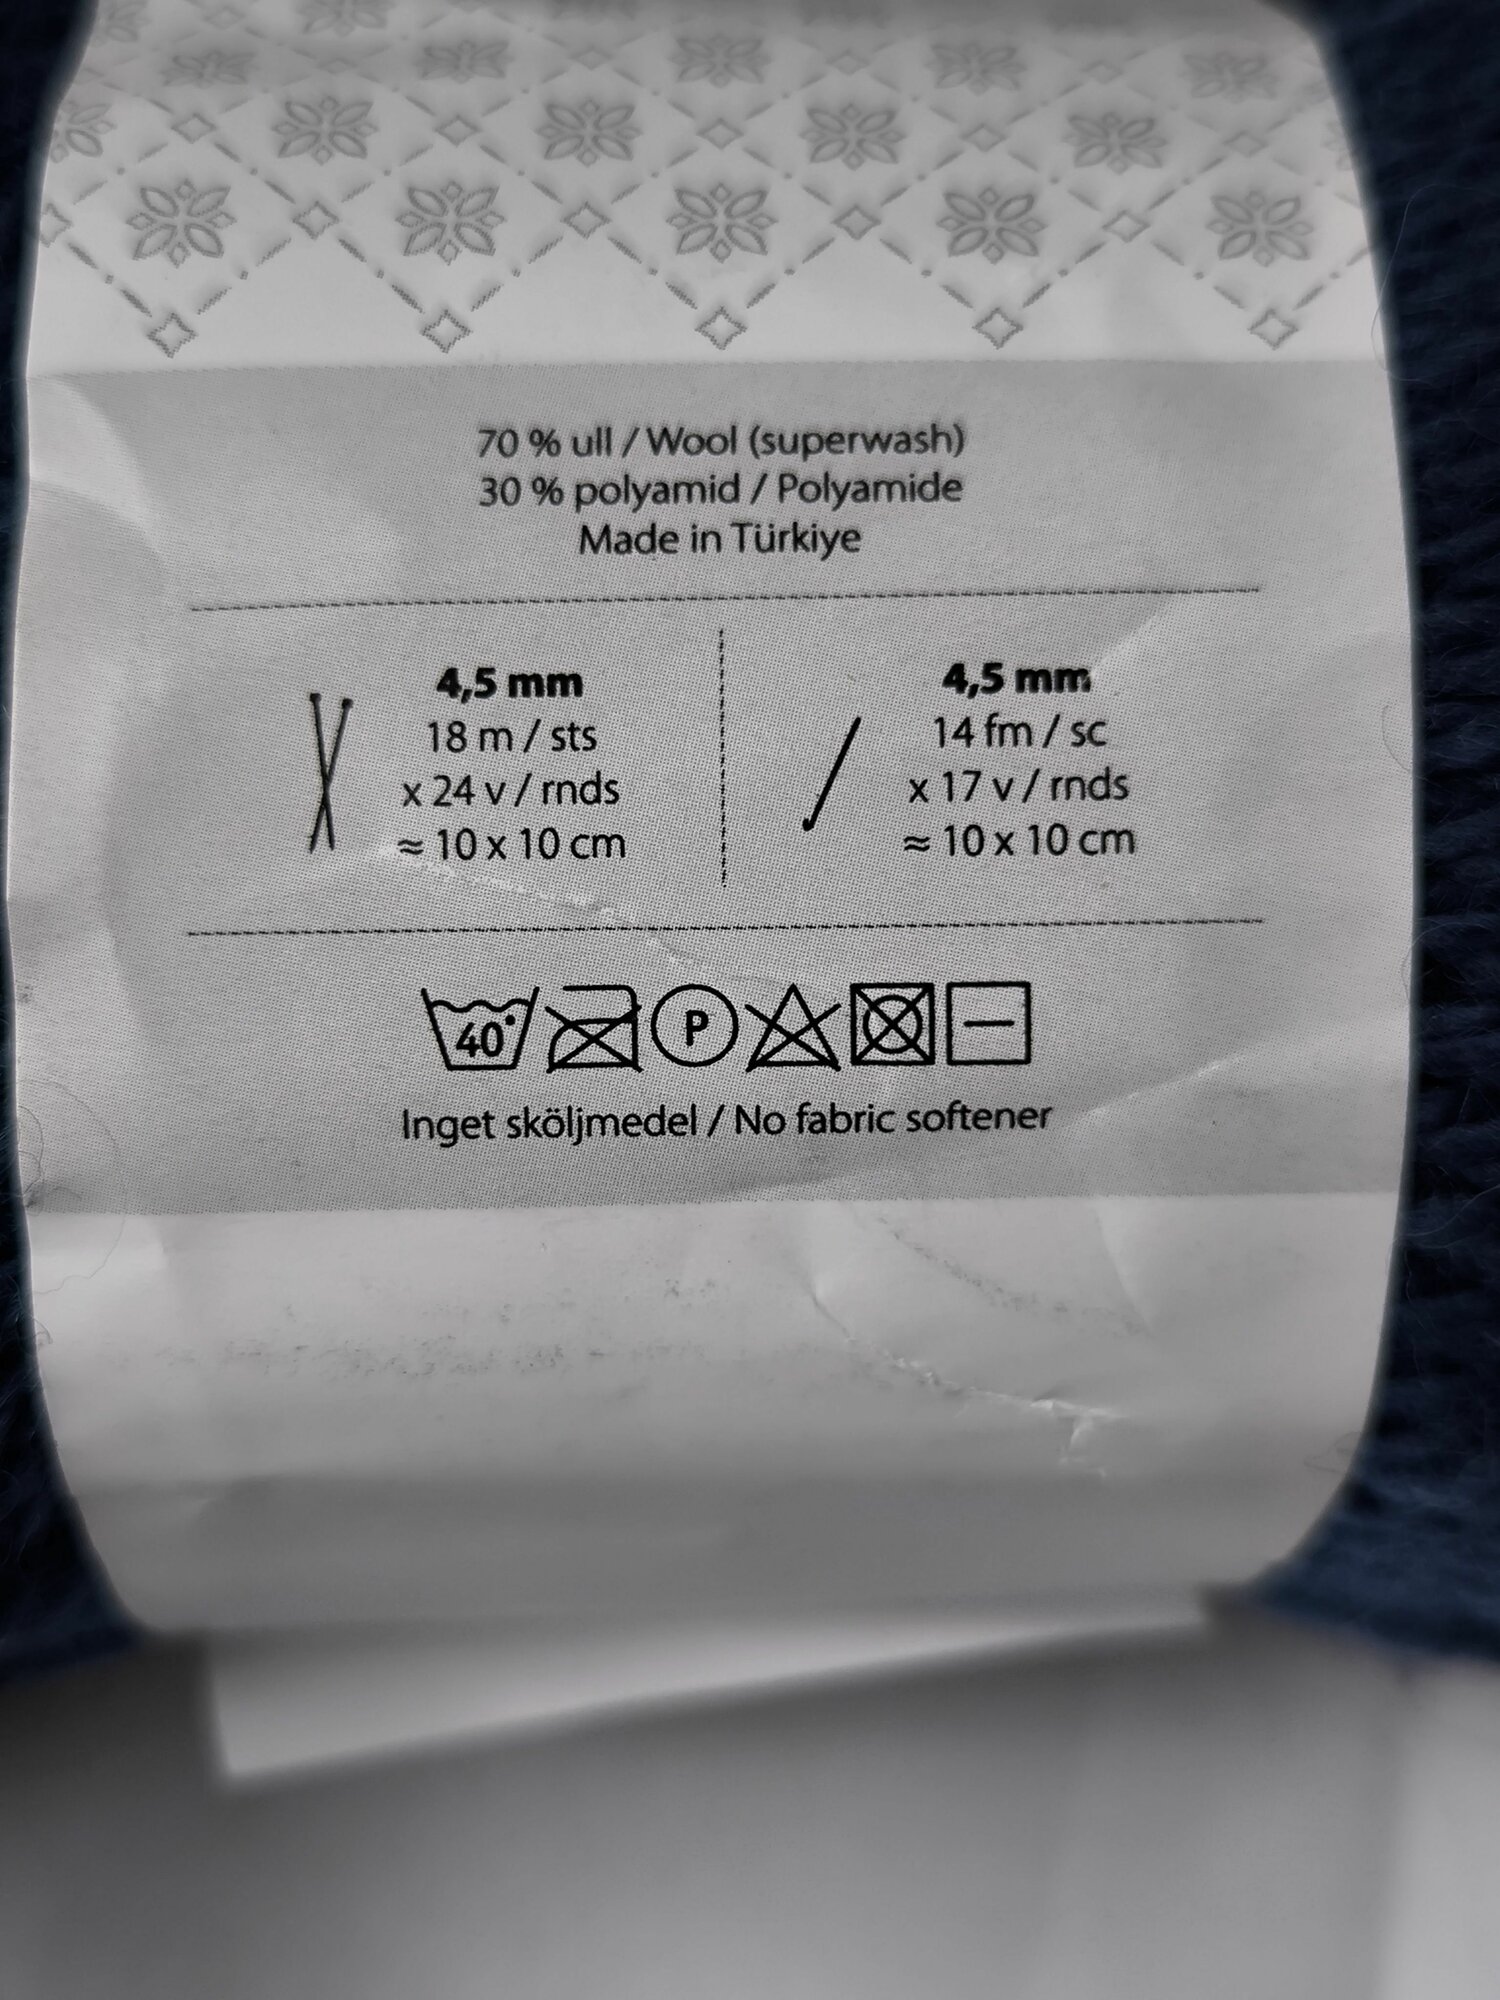 70 % ull / Wool (superwash)
30 % polyamid / Polyamide
Made in Türkiye
4,5 mm
18 m / sts
x 24 v / rnds
≈ 10 x 10 cm
4,5 mm
14 fm / sc
x 17 v / rnds
≈ 10 x 10 cm
40° P
Inget sköljmedel / No fabric softener